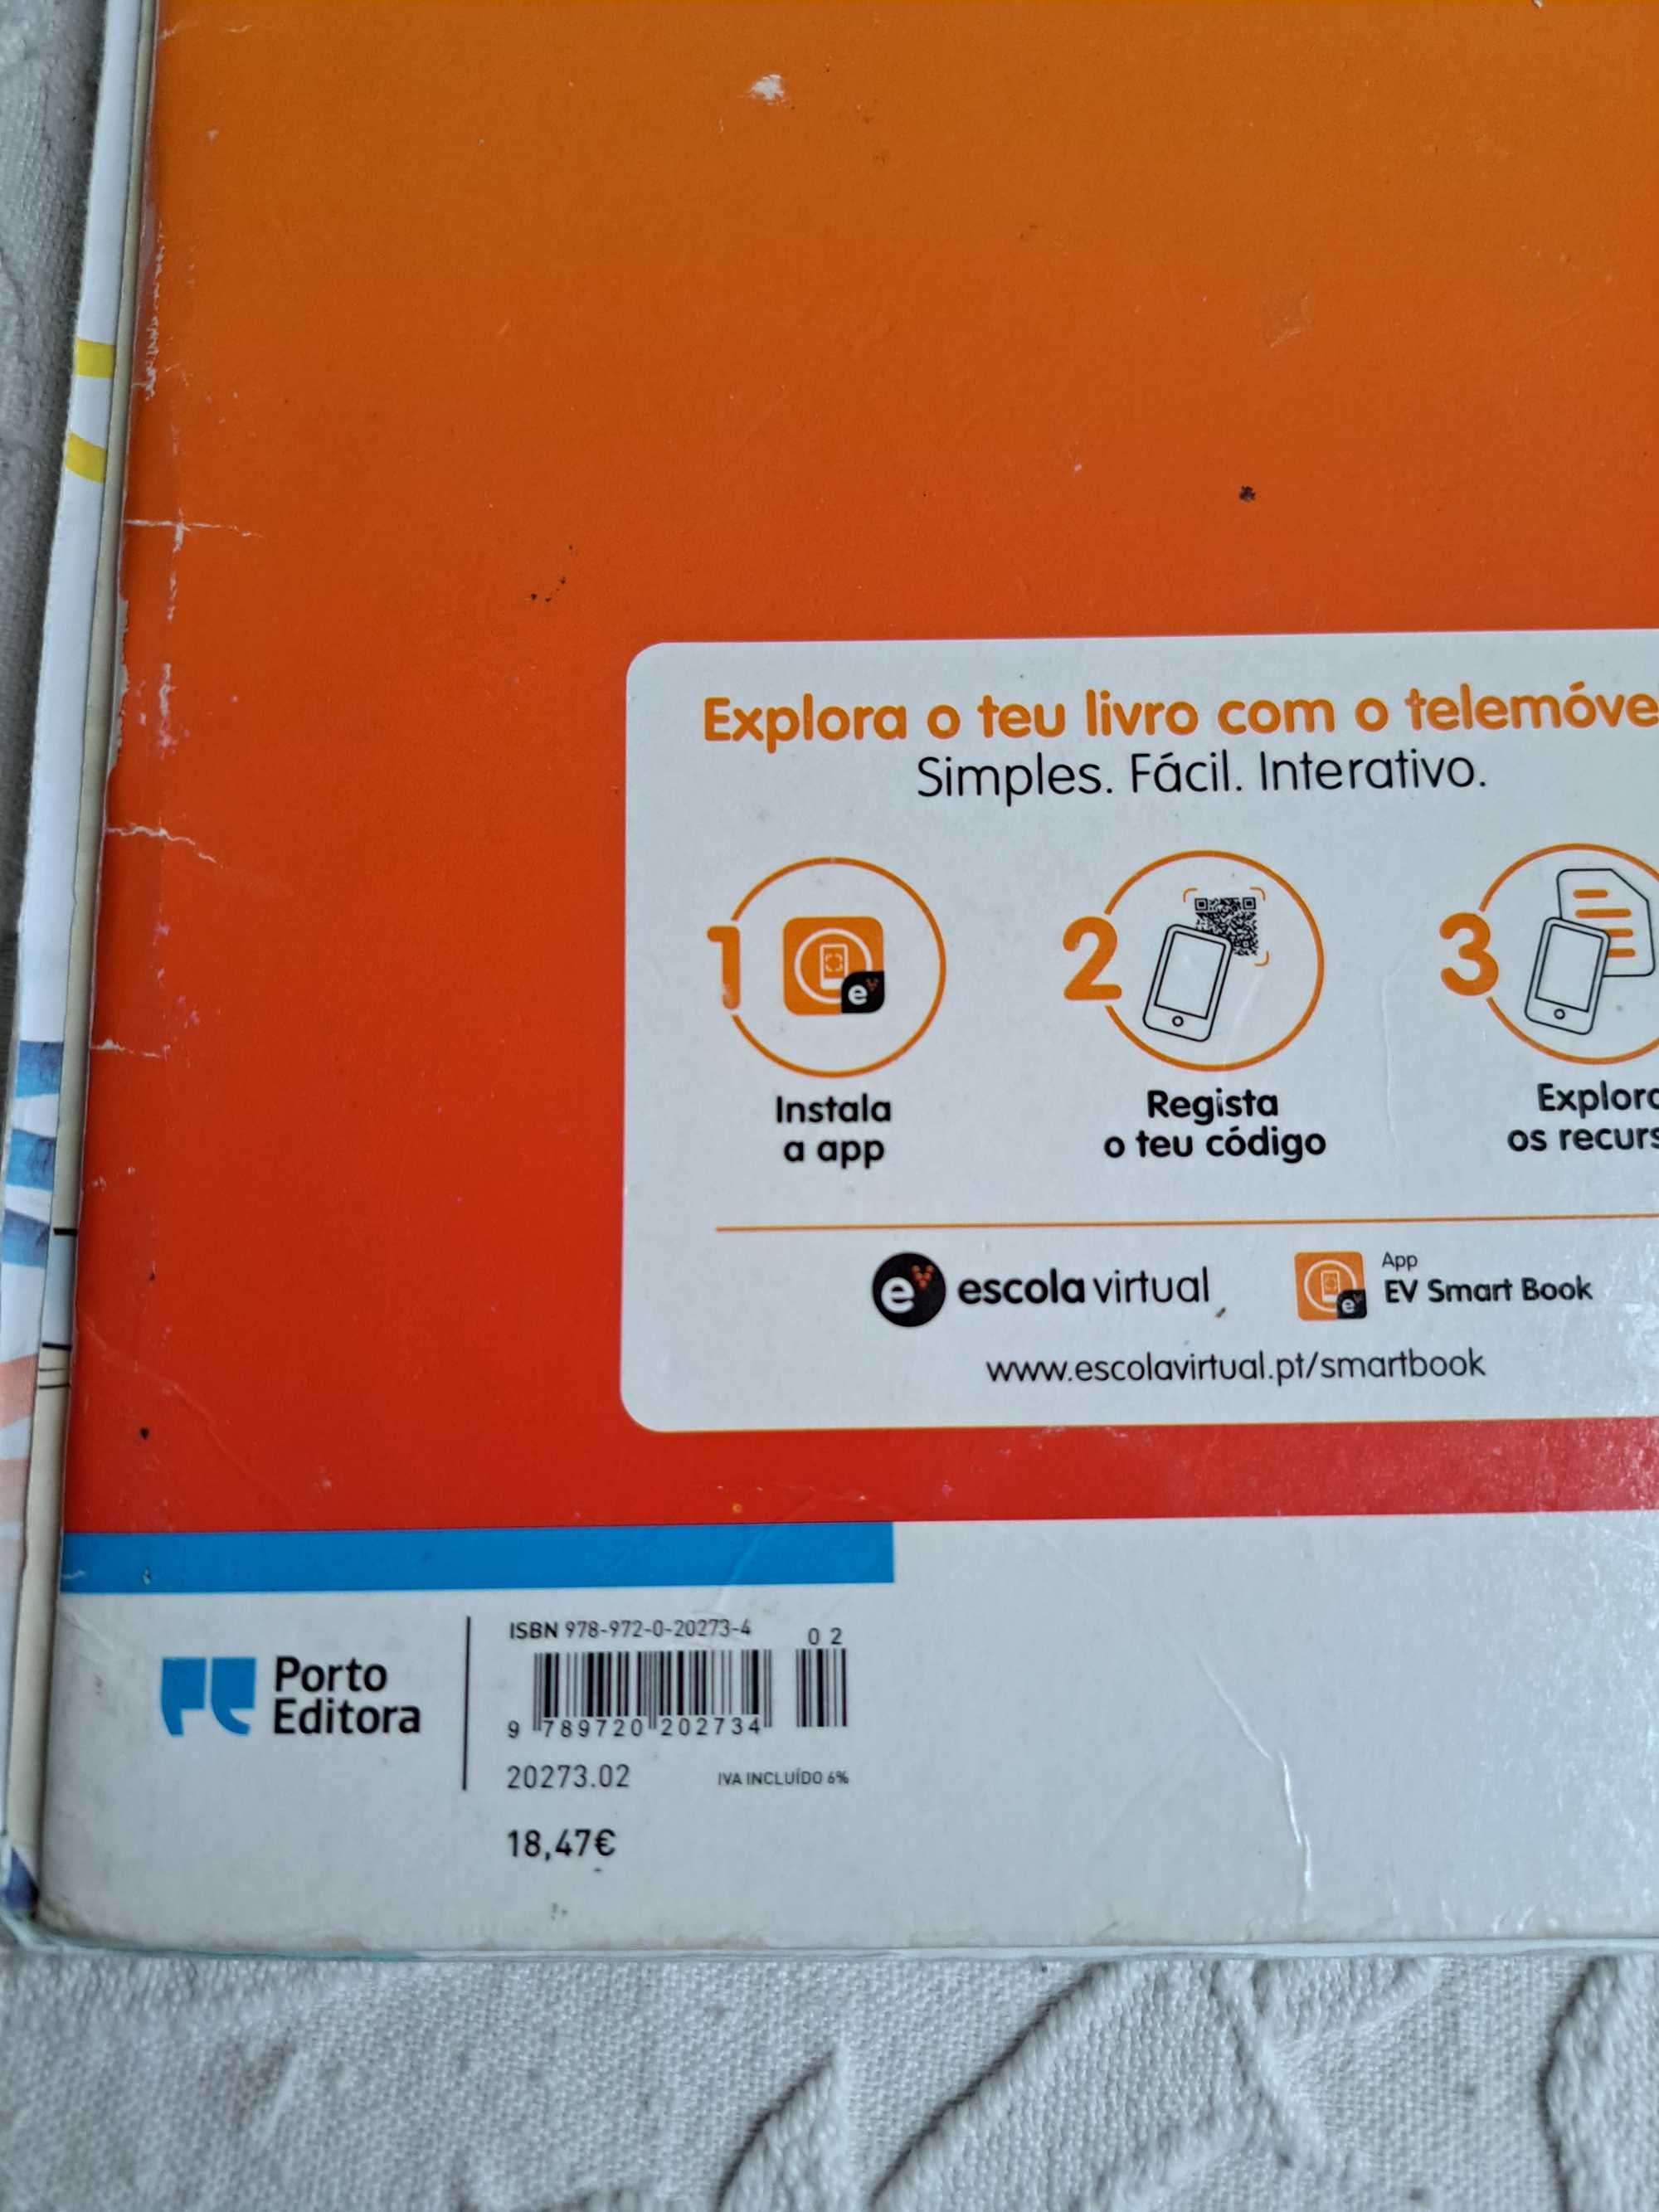 Explora o teu livro com o telemóve
Simples. Fácil. Interativo.
1
2
3
Instala
a app
Regista
o teu código
Explora
os recurs
e escola virtual
App
EV Smart Book
www.escolavirtual.pt/smartbook
Porto
Editora
ISBN 978-972-0-20273-4
02
9 789720 202734
20273.02
IVA INCLUÍDO 6%
18,47€